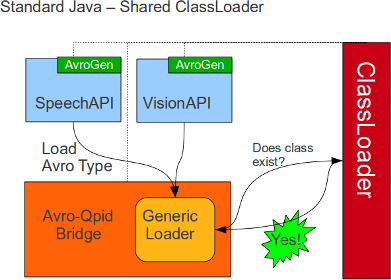 Standard Java – Shared ClassLoader
AvroGen
AvroGen
SpeechAPI
VisionAPI
ClassLoader
Load
Avro Type
Does class
exist?
Avro-Qpid
Bridge
Generic
Loader
Yes!